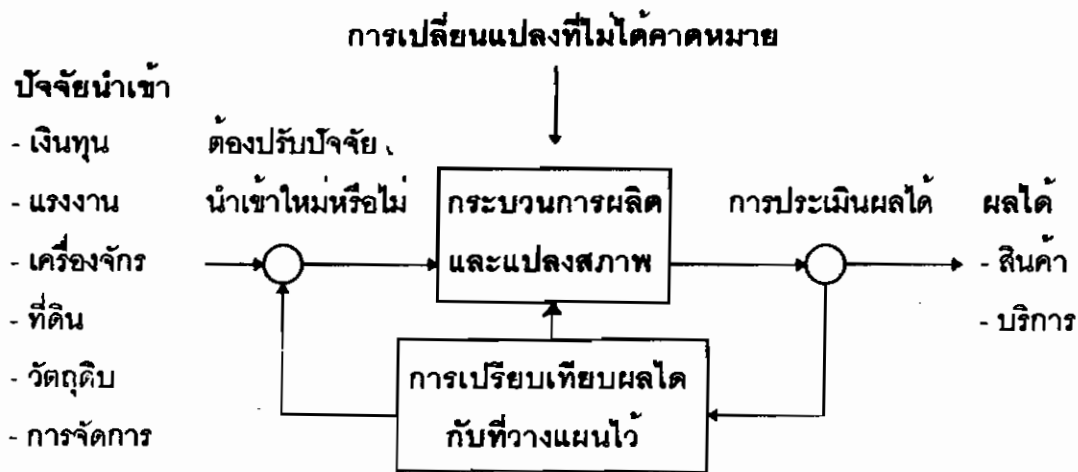 การเปลี่ยนแปลงที่ไม่ได้คาดหมาย
ปัจจัยนำเข้า
- เงินทุน
- แรงงาน
- เครื่องจักร
- ที่ดิน
- วัตถุดิบ
- การจัดการ
ต้องปรับปัจจัย
นำเข้าใหม่หรือไม่
กระบวนการผลิต
และแปลงสภาพ
การประเมินผลได้
ผลได้
- สินค้า
- บริการ
การเปรียบเทียบผลได
กับที่วางแผนไว้